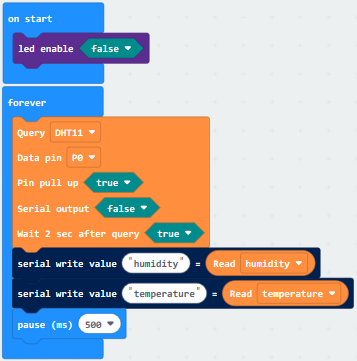 on start
led enable false
forever
Query DHT11
Data pin P0
Pin pull up true
Serial output false
Wait 2 sec after query true
serial write value "humidity" = Read humidity
serial write value "temperature" = Read temperature
pause (ms) 500